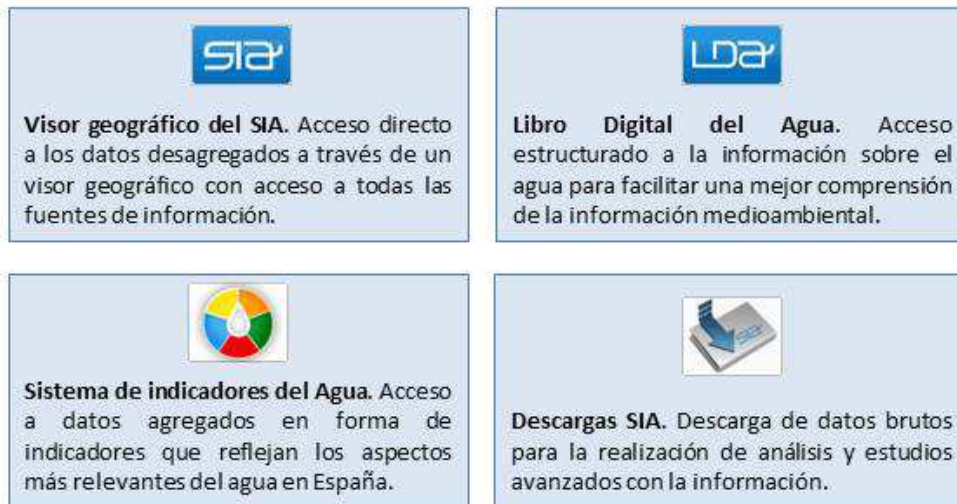 sia
Visor geográfico del SIA. Acceso directo
a los datos desagregados a través de un
visor geográfico con acceso a todas las
fuentes de información.
LDa
Libro Digital del Agua. Acceso
estructurado a la información sobre el
agua para facilitar una mejor comprensión
de la información medioambiental.
Sistema de indicadores del Agua. Acceso
a datos agregados en forma de
indicadores que reflejan los aspectos
más relevantes del agua en España.
sia
Descargas SIA. Descarga de datos brutos
para la realización de análisis y estudios
avanzados con la información.